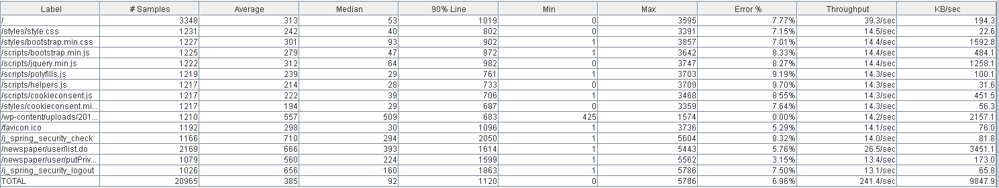 Label # Samples Average Median 90% Line Min Max Error % Throughput KB/sec
/ 3348 313 53 1019 0 3595 7.77% 39.3/sec 194.3
/styles/style.css 1231 242 40 802 0 3391 7.15% 14.5/sec 22.6
/styles/bootstrap.min.css 1227 301 93 902 1 3857 7.01% 14.4/sec 1592.8
/scripts/bootstrap.min.js 1225 279 47 872 1 3642 8.33% 14.4/sec 484.1
/scripts/jquery.min.js 1222 312 64 982 0 3747 8.27% 14.4/sec 1258.1
/scripts/polyfills.js 1219 239 29 761 1 3703 9.19% 14.3/sec 100.1
/scripts/helpers.js 1217 214 28 733 0 3709 9.70% 14.3/sec 31.6
/scripts/cookieconsent.js 1217 222 39 706 1 3468 8.55% 14.3/sec 451.5
/styles/cookieconsent.mi... 1217 194 29 687 0 3359 7.64% 14.3/sec 56.3
/wp-content/uploads/201... 1210 557 509 683 425 1574 0.00% 14.2/sec 2157.1
/favicon.ico 1192 298 30 1096 1 3736 5.29% 14.1/sec 76.0
/j_spring_security_check 1166 710 294 2050 1 5604 8.32% 14.0/sec 81.8
/newspaper/user/list.do 2169 666 393 1614 1 5443 5.76% 26.5/sec 3451.1
/newspaper/user/putPriv... 1079 560 224 1599 1 5562 3.15% 13.4/sec 173.0
/j_spring_security_logout 1026 656 160 1863 1 5786 7.50% 13.1/sec 65.8
TOTAL 20965 385 92 1120 0 5786 6.96% 241.4/sec 9847.9